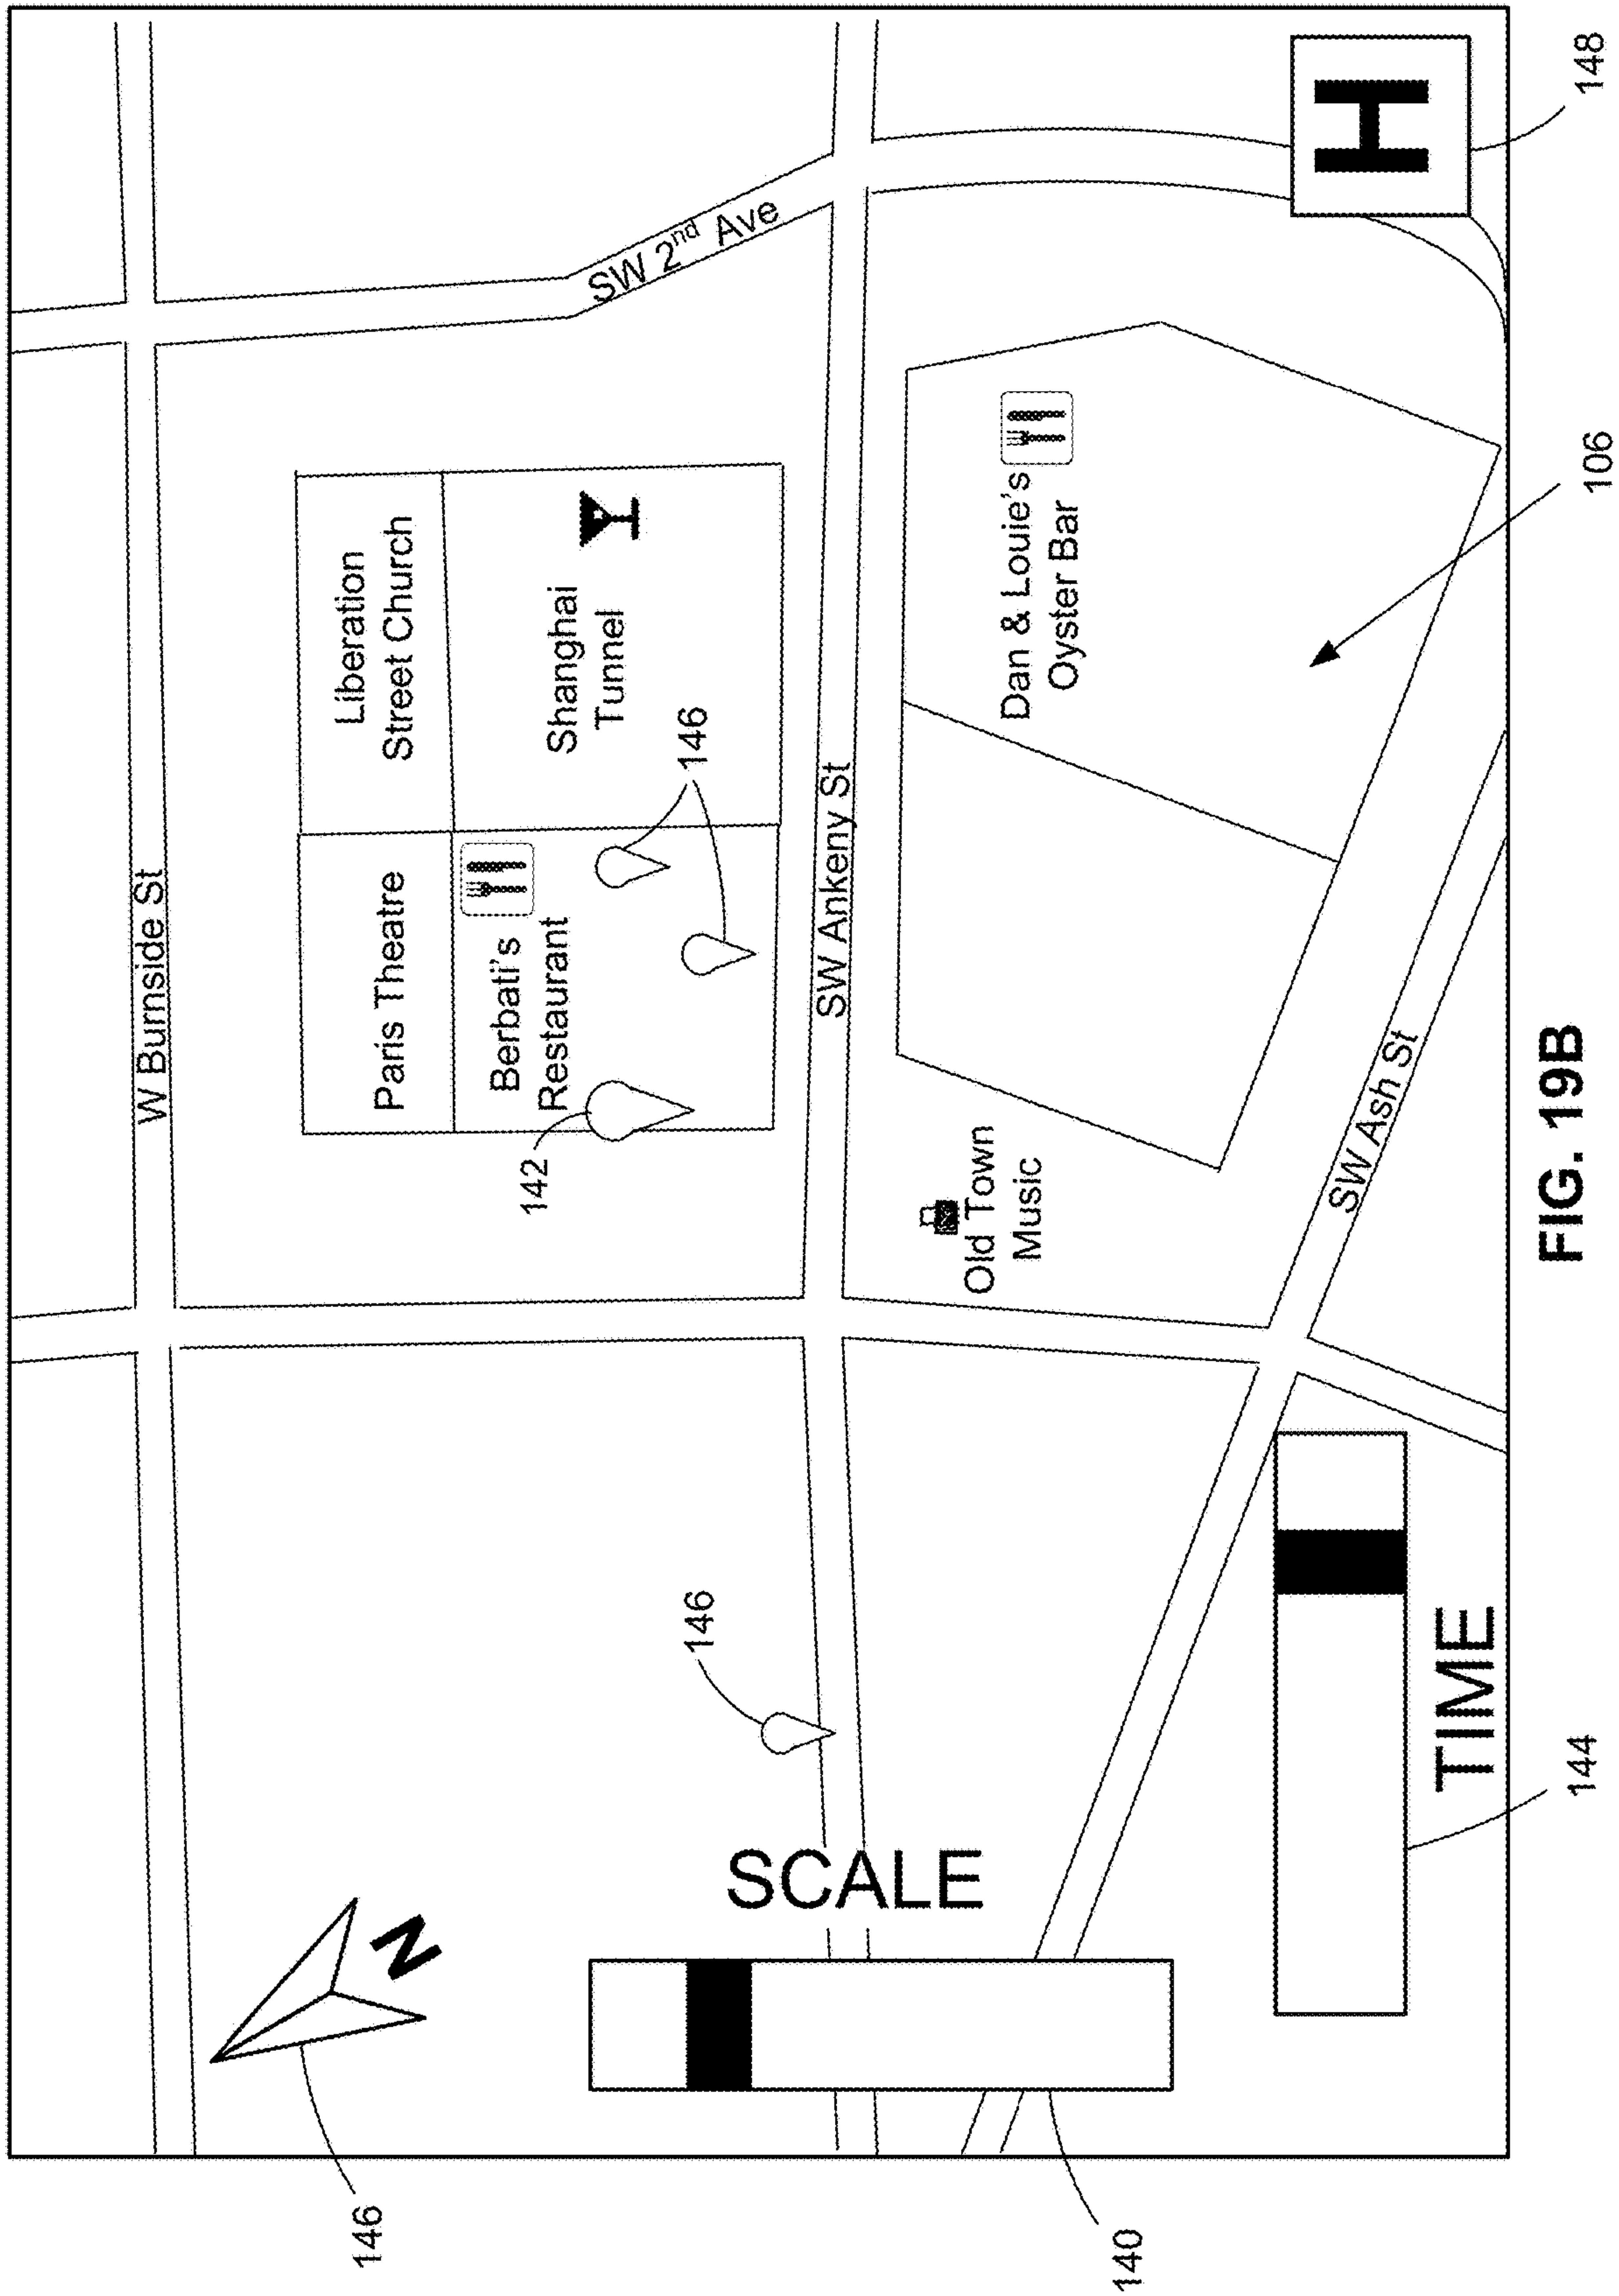 W Burnside St
146
N
Paris Theatre
Liberation
Street Church
Berbati's
Restaurant
Shanghai
Tunnel
SW 2nd Ave
142
146
146
SCALE
SW Ankeny St
Old Town
Music
Dan & Louie's
Oyster Bar
140
SW Ash St
H
TIME
144
106
148
FIG. 19B